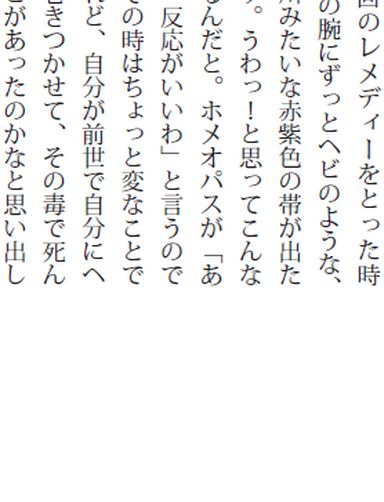 回のレメディーをとった時
の腕にずっとヘビのような、
みたいな赤紫色の帯が出た
。うわっ！と思ってこんな
るんだと。ホメオパスが「あ
反応がいいわ」と言うので
その時はちょっと変なことで
けど、自分が前世で自分にヘ
巻きつかせて、その毒で死ん
とがあったのかなと思い出し